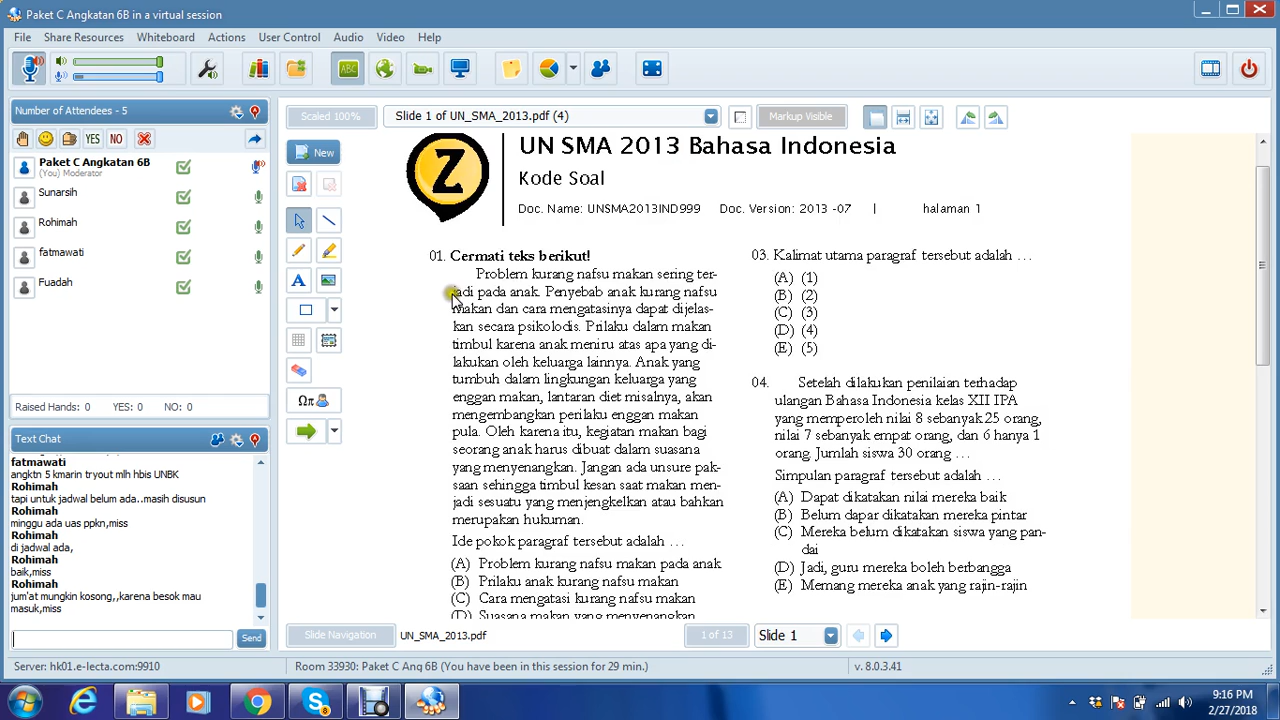 Paket C Angkatan 6B in a virtual session
File Share Resources Whiteboard Actions User Control Audio Video Help
ABC
Number of Attendees - 5
YES NO
Paket C Angkatan 6B
(You) Moderator
Sunarsih
Rohimah
fatmawati
Fuadah
Raised Hands: 0 YES: 0 NO: 0
Text Chat
fatmawati
angktn 5 kmarin tryout mlh hbis UNBK
Rohimah
tapi untuk jadwal belum ada..masih disusun
Rohimah
minggu ada uas ppkn,miss
Rohimah
di jadwal ada,
Rohimah
baik,miss
Rohimah
jum'at mungkin kosong,,karena besok mau
masuk,miss
Send
Scaled 100% Slide 1 of UN_SMA_2013.pdf (4) Markup Visible
New
A
Ωπ
Z
UN SMA 2013 Bahasa Indonesia
Kode Soal
Doc. Name: UNSMA2013IND999 Doc. Version: 2013 -07 | halaman 1
01. Cermati teks berikut!
Problem kurang nafsu makan sering ter-
jadi pada anak. Penyebab anak kurang nafsu
makan dan cara mengatasinya dapat dijelas-
kan secara psikolodis. Prilaku dalam makan
timbul karena anak meniru atas apa yang di-
lakukan oleh keluarga lainnya. Anak yang
tumbuh dalam lingkungan keluarga yang
enggan makan, lantaran diet misalnya, akan
mengembangkan perilaku enggan makan
pula. Oleh karena itu, kegiatan makan bagi
seorang anak harus dibuat dalam suasana
yang menyenangkan. Jangan ada unsure pak-
saan sehingga timbul kesan saat makan men-
jadi sesuatu yang menjengkelkan atau bahkan
merupakan hukuman.
Ide pokok paragraf tersebut adalah …
(A) Problem kurang nafsu makan pada anak
(B) Prilaku anak kurang nafsu makan
(C) Cara mengatasi kurang nafsu makan
(D) Suasana makan yang menyenangkan
03. Kalimat utama paragraf tersebut adalah …
(A) (1)
(B) (2)
(C) (3)
(D) (4)
(E) (5)
04. Setelah dilakukan penilaian terhadap
ulangan Bahasa Indonesia kelas XII IPA
yang memperoleh nilai 8 sebanyak 25 orang,
nilai 7 sebanyak empat orang, dan 6 hanya 1
orang. Jumlah siswa 30 orang …
Simpulan paragraf tersebut adalah …
(A) Dapat dikatakan nilai mereka baik
(B) Belum dapar dikatakan mereka pintar
(C) Mereka belum dikatakan siswa yang pan-
dai
(D) Jadi, guru mereka boleh berbangga
(E) Memang mereka anak yang rajin-rajin
Slide Navigation UN_SMA_2013.pdf 1 of 13 Slide 1
Server: hk01.e-lecta.com:9910 Room 33930: Paket C Ang 6B (You have been in this session for 29 min.) v. 8.0.3.41
8
9:16 PM
2/27/2018